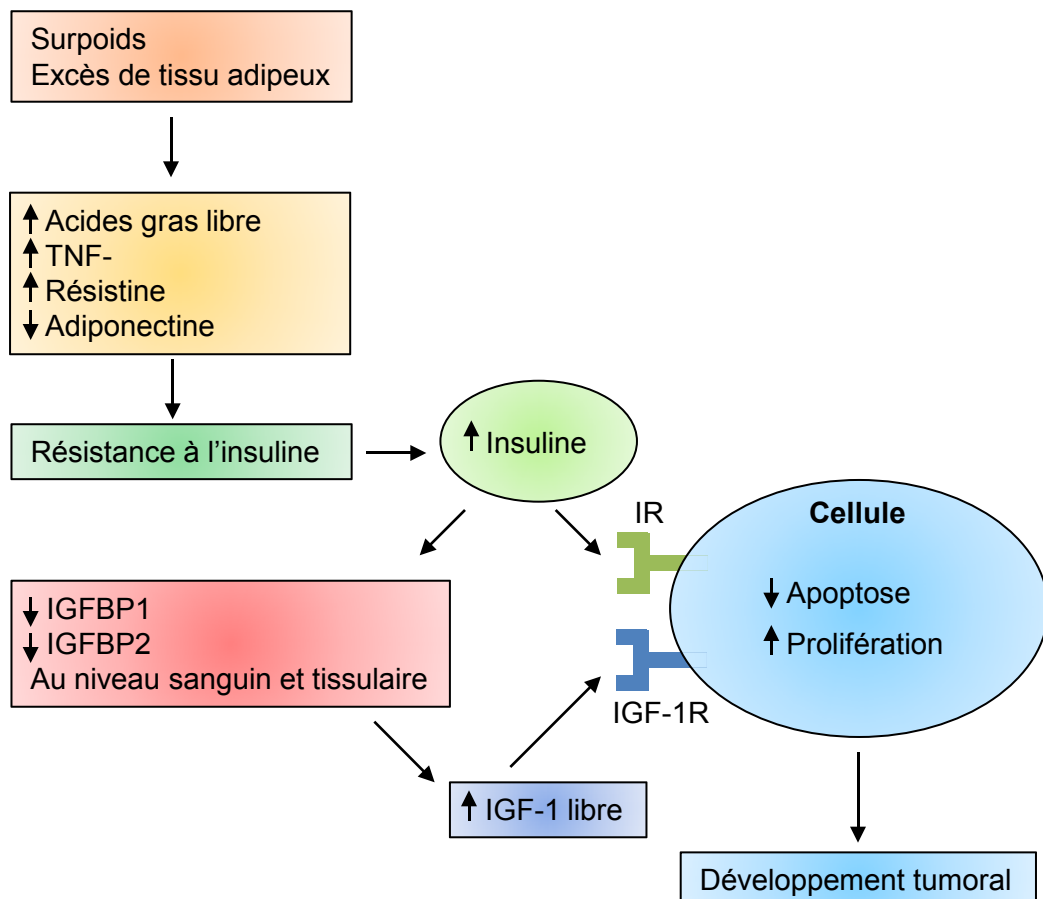 Surpoids
Excès de tissu adipeux
Acides gras libre
TNF-
Résistine
Adiponectine
Résistance à l’insuline
Insuline
IR
Cellule
Apoptose
Prolifération
IGFBP1
IGFBP2
Au niveau sanguin et tissulaire
IGF-1R
IGF-1 libre
Développement tumoral